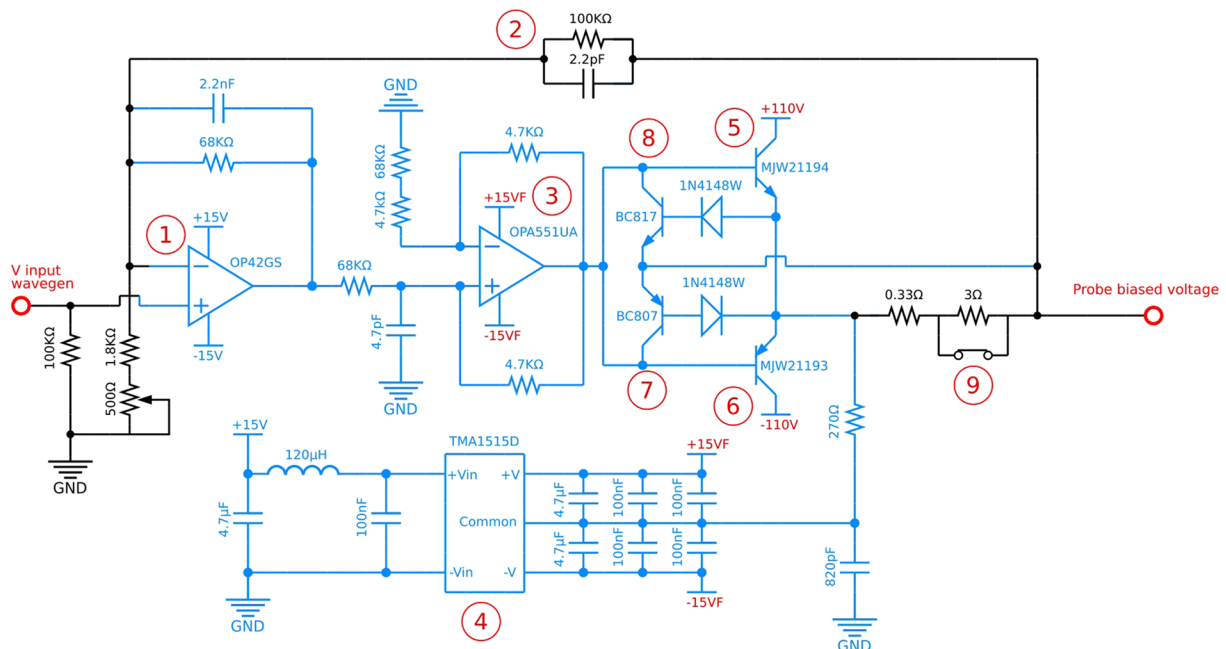 2
100KΩ
2.2pF
2.2nF
68KΩ
GND
68KΩ
4.7kΩ
4.7KΩ
8
5
+110V
MJW21194
1N4148W
BC817
1
+15V
OP42GS
-15V
3
+15VF
OPA551UA
-15VF
68KΩ
4.7pF
GND
4.7KΩ
V input
wavegen
100KΩ
1.8KΩ
500Ω
GND
1N4148W
BC807
MJW21193
7
6
-110V
0.33Ω
3Ω
9
Probe biased voltage
270Ω
+15V
120μH
4.7μF
100nF
GND
TMA1515D
+Vin
+V
Common
-Vin
-V
4
+15VF
4.7μF
100nF
100nF
4.7μF
100nF
100nF
-15VF
820pF
GND